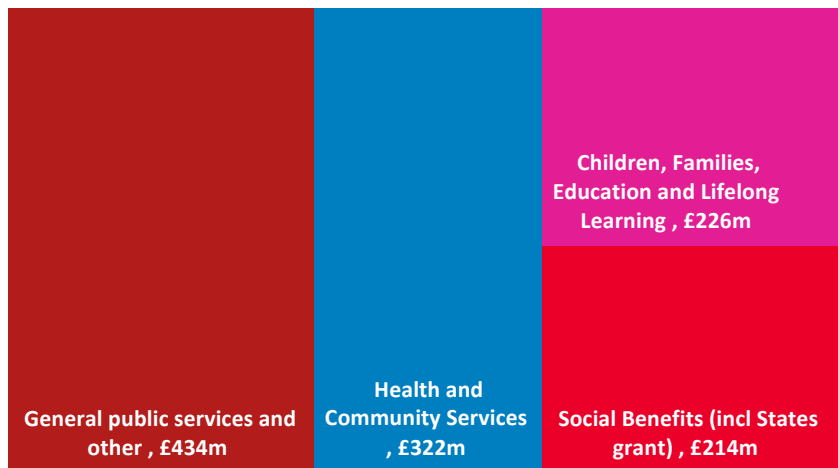 General public services and
other , £434m
Health and
Community Services
, £322m
Children, Families,
Education and Lifelong
Learning , £226m
Social Benefits (incl States
grant) , £214m